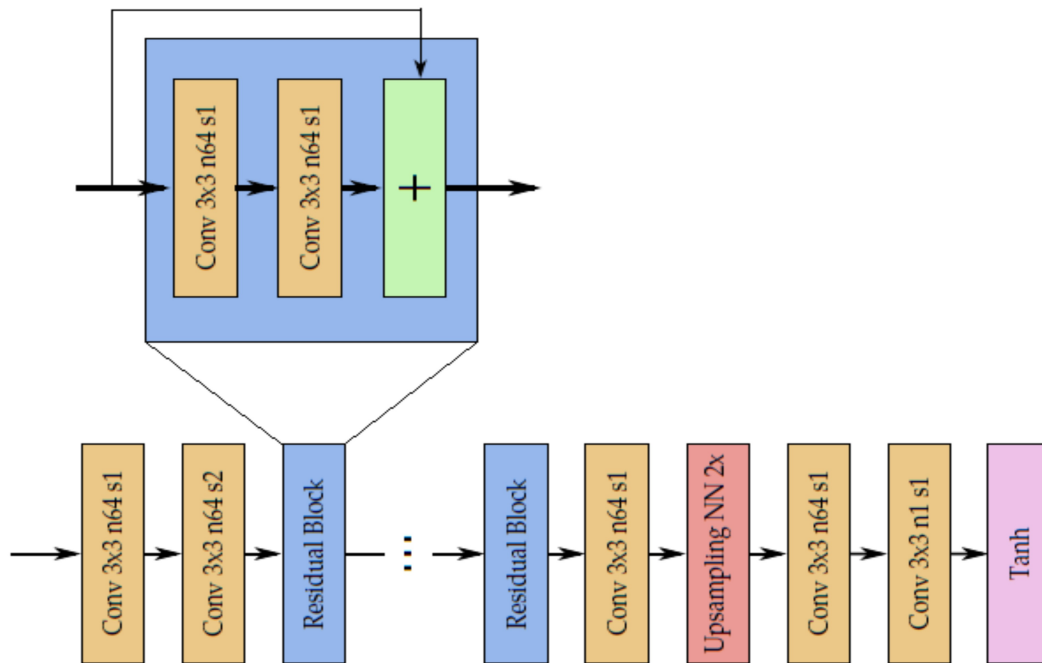 Conv 3x3 n64 s1
Conv 3x3 n64 s1
+
Conv 3x3 n64 s1
Conv 3x3 n64 s2
Residual Block
...
Residual Block
Conv 3x3 n64 s1
Upsampling NN 2x
Conv 3x3 n64 s1
Conv 3x3 n1 s1
Tanh